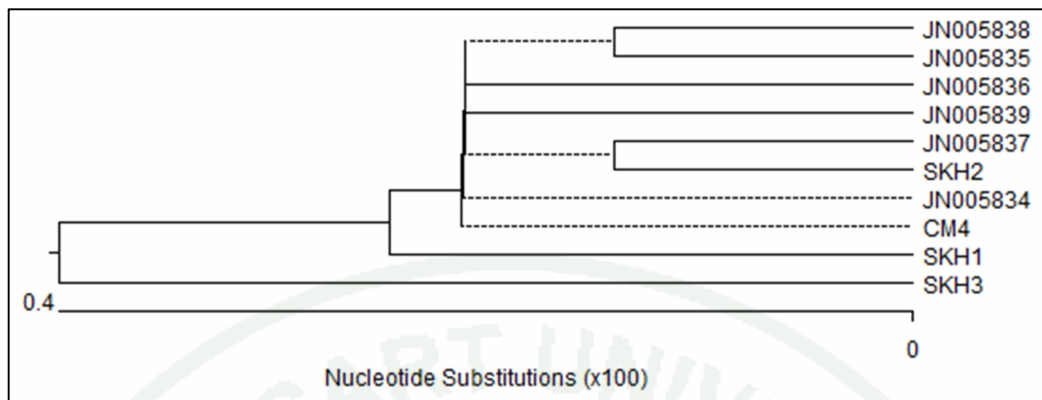 JN005838
JN005835
JN005836
JN005839
JN005837
SKH2
JN005834
CM4
SKH1
SKH3
0.4
0
Nucleotide Substitutions (x100)